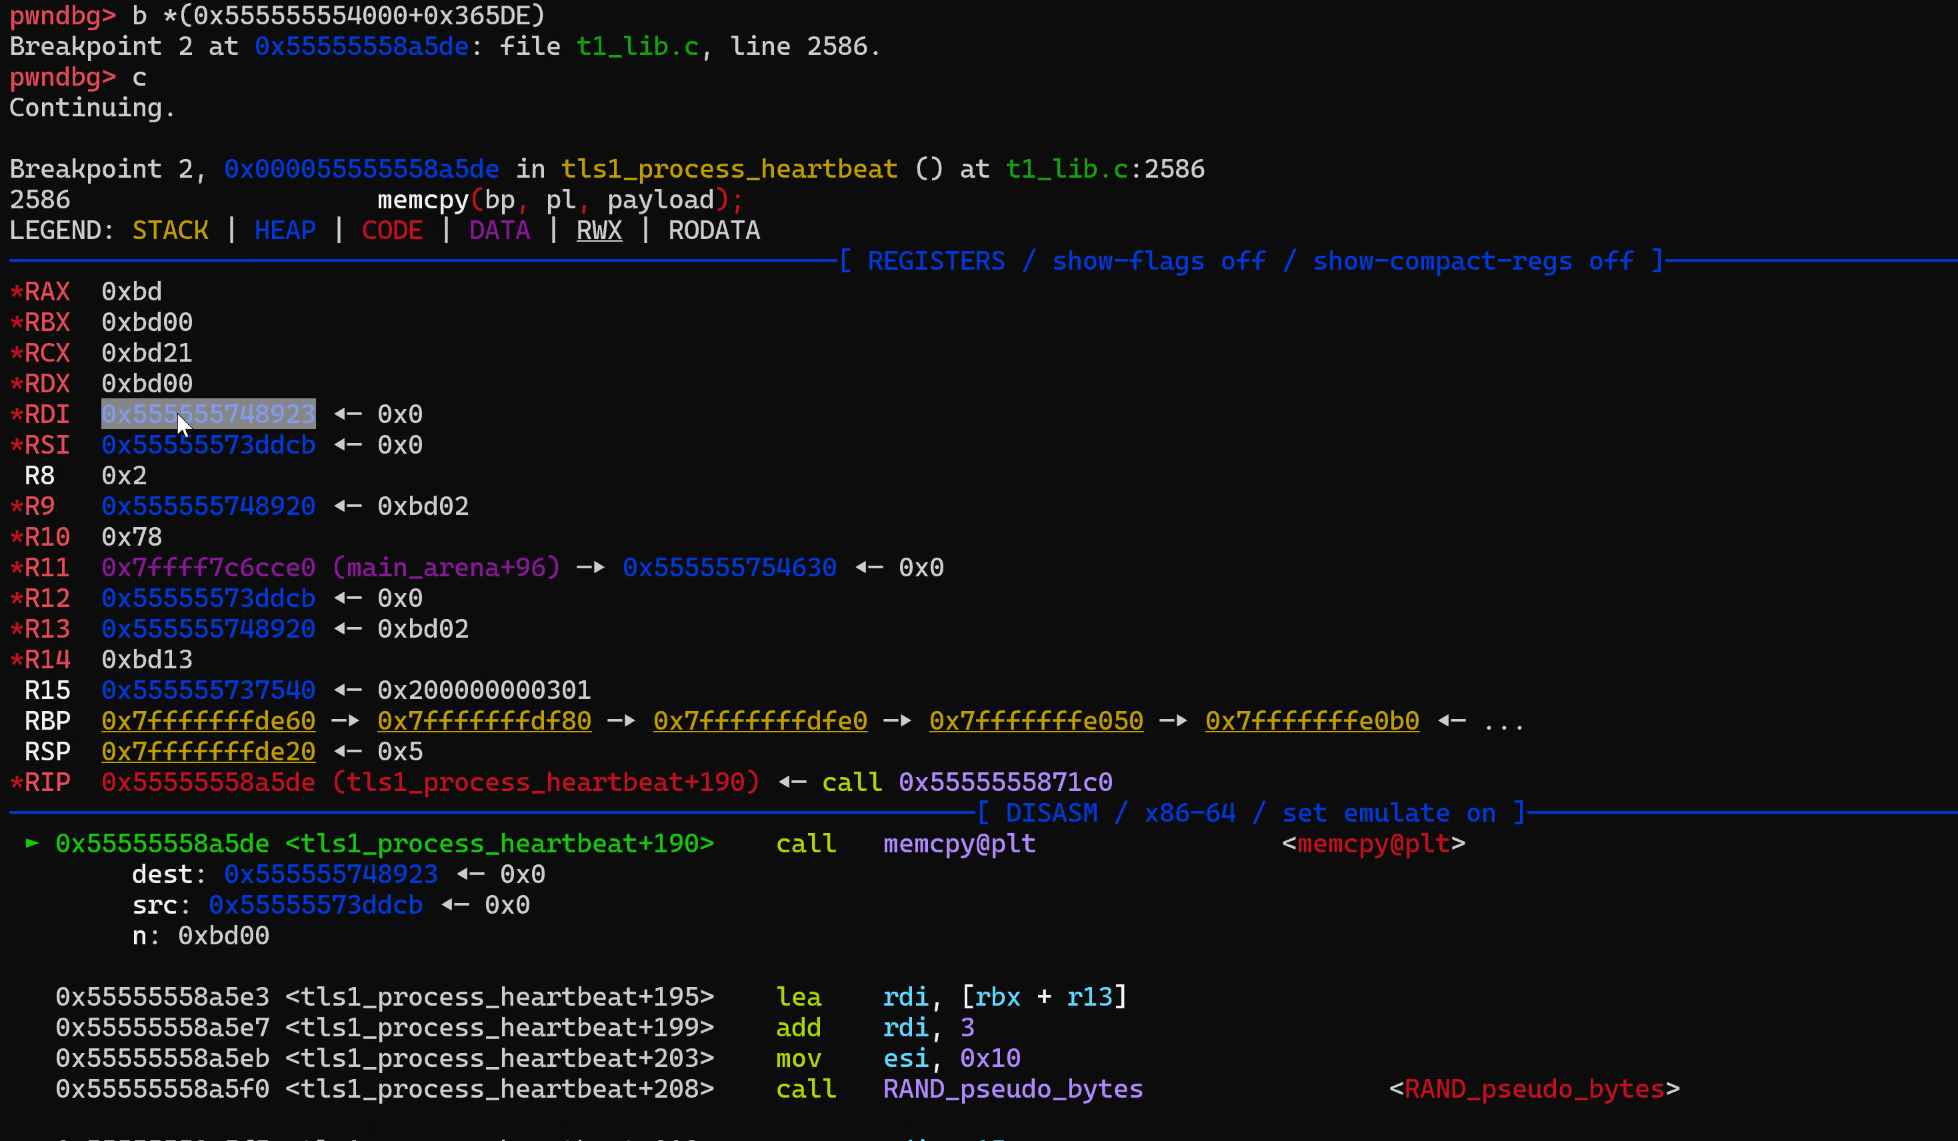 pwndbg> b *(0x555555554000+0x365DE)
Breakpoint 2 at 0x55555558a5de: file t1_lib.c, line 2586.
pwndbg> c
Continuing.
Breakpoint 2, 0x000055555558a5de in tls1_process_heartbeat () at t1_lib.c:2586
2586 memcpy(bp, pl, payload);
LEGEND: STACK | HEAP | CODE | DATA | RWX | RODATA
[ REGISTERS / show-flags off / show-compact-regs off ]
*RAX 0xbd
*RBX 0xbd00
*RCX 0xbd21
*RDX 0xbd00
*RDI 0x555555748923 ◂— 0x0
*RSI 0x55555573ddcb ◂— 0x0
R8 0x2
*R9 0x555555748920 ◂— 0xbd02
*R10 0x78
*R11 0x7ffff7c6cce0 (main_arena+96) —▸ 0x555555754630 ◂— 0x0
*R12 0x55555573ddcb ◂— 0x0
*R13 0x555555748920 ◂— 0xbd02
*R14 0xbd13
R15 0x555555737540 ◂— 0x200000000301
RBP 0x7fffffffde60 —▸ 0x7fffffffdf80 —▸ 0x7fffffffdfe0 —▸ 0x7fffffffe050 —▸ 0x7fffffffe0b0 ◂— ...
RSP 0x7fffffffde20 ◂— 0x5
*RIP 0x55555558a5de (tls1_process_heartbeat+190) ◂— call 0x5555555871c0
[ DISASM / x86-64 / set emulate on ]
► 0x55555558a5de <tls1_process_heartbeat+190> call memcpy@plt <memcpy@plt>
dest: 0x555555748923 ◂— 0x0
src: 0x55555573ddcb ◂— 0x0
n: 0xbd00
0x55555558a5e3 <tls1_process_heartbeat+195> lea rdi, [rbx + r13]
0x55555558a5e7 <tls1_process_heartbeat+199> add rdi, 3
0x55555558a5eb <tls1_process_heartbeat+203> mov esi, 0x10
0x55555558a5f0 <tls1_process_heartbeat+208> call RAND_pseudo_bytes <RAND_pseudo_bytes>